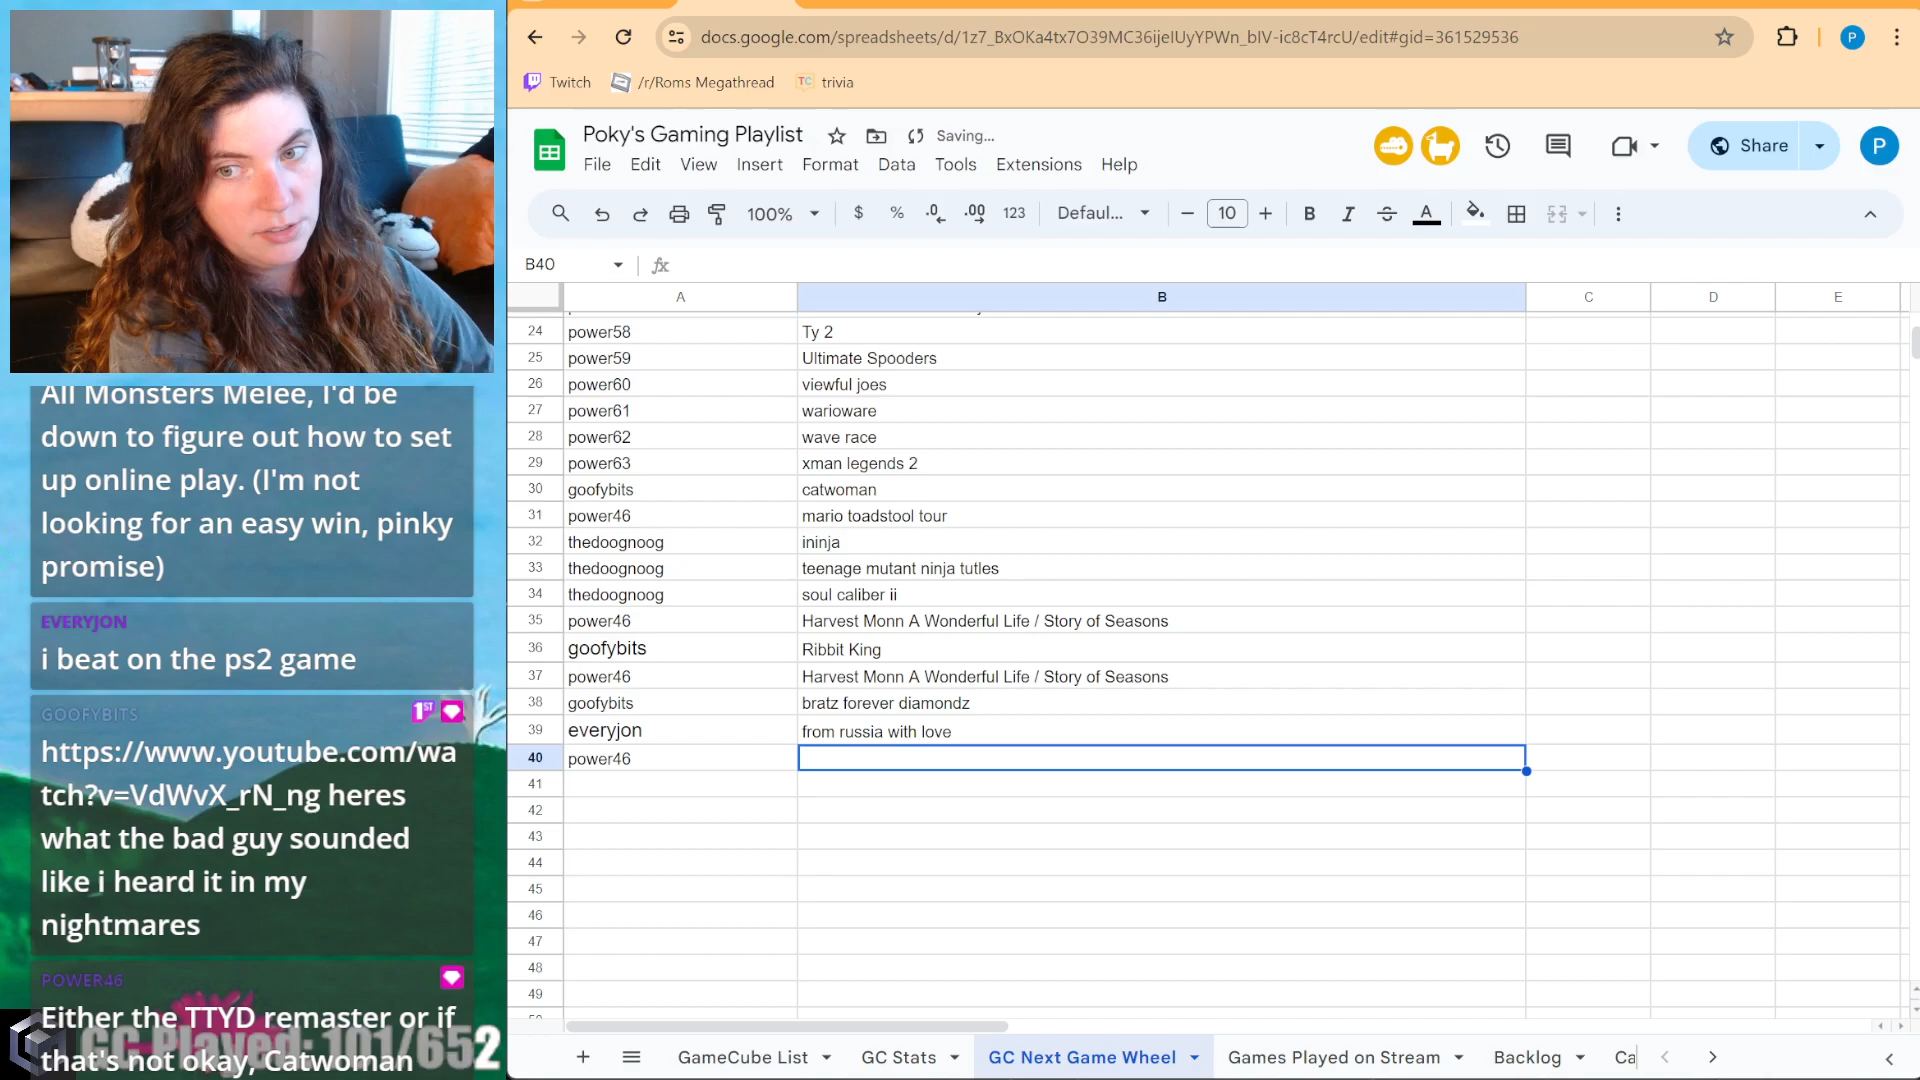 docs.google.com/spreadsheets/d/1z7_BxOKa4tx7O39MC36ijeIUyYPWn_bIV-ic8cT4rcU/edit#gid=361529536
P
Twitch
/r/Roms Megathread
TC trivia
Poky's Gaming Playlist
Saving...
Share
P
File Edit View Insert Format Data Tools Extensions Help
100% $ % .0 .00 123 Defaul... 10 B I A
B40 fx
A B C D E
24 power58 Ty 2
25 power59 Ultimate Spooders
26 power60 viewful joes
27 power61 warioware
28 power62 wave race
29 power63 xman legends 2
30 goofybits catwoman
31 power46 mario toadstool tour
32 thedoognoog ininja
33 thedoognoog teenage mutant ninja tutles
34 thedoognoog soul caliber ii
35 power46 Harvest Monn A Wonderful Life / Story of Seasons
36 goofybits Ribbit King
37 power46 Harvest Monn A Wonderful Life / Story of Seasons
38 goofybits bratz forever diamondz
39 everyjon from russia with love
40 power46
41
42
43
44
45
46
47
48
49
GameCube List GC Stats GC Next Game Wheel Games Played on Stream Backlog Ca
All Monsters Melee, I'd be
down to figure out how to set
up online play. (I'm not
looking for an easy win, pinky
promise)
EVERYJON
i beat on the ps2 game
GOOFYBITS 1ST
https://www.youtube.com/wa
tch?v=VdWvX_rN_ng heres
what the bad guy sounded
like i heard it in my
nightmares
POWER46
Either the TTYD remaster or if
that's not okay, Catwoman
GC Played: 101/652